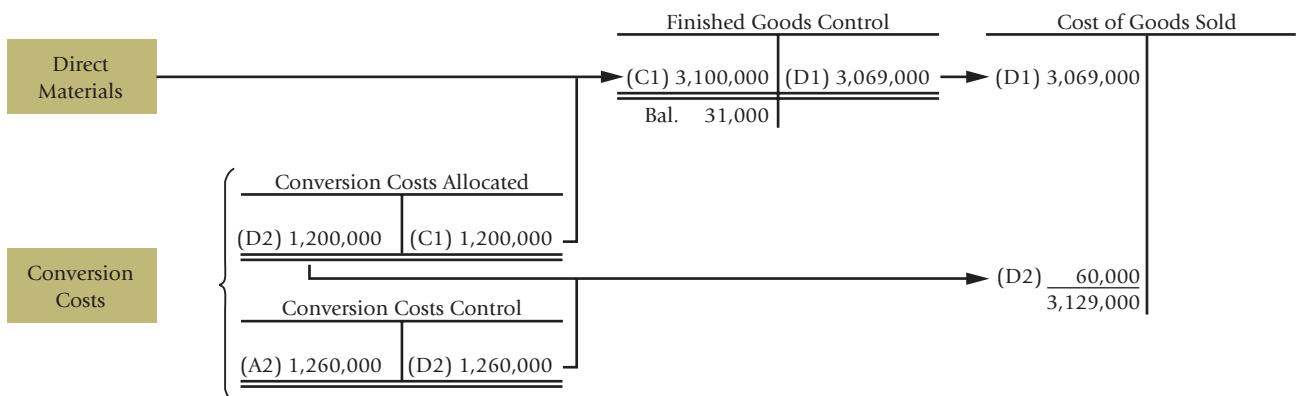 Finished Goods Control
Cost of Goods Sold
Direct
Materials
(C1) 3,100,000
(D1) 3,069,000
(D1) 3,069,000
Bal. 31,000
Conversion Costs Allocated
(D2) 1,200,000
(C1) 1,200,000
Conversion
Costs
(D2) 60,000
3,129,000
Conversion Costs Control
(A2) 1,260,000
(D2) 1,260,000